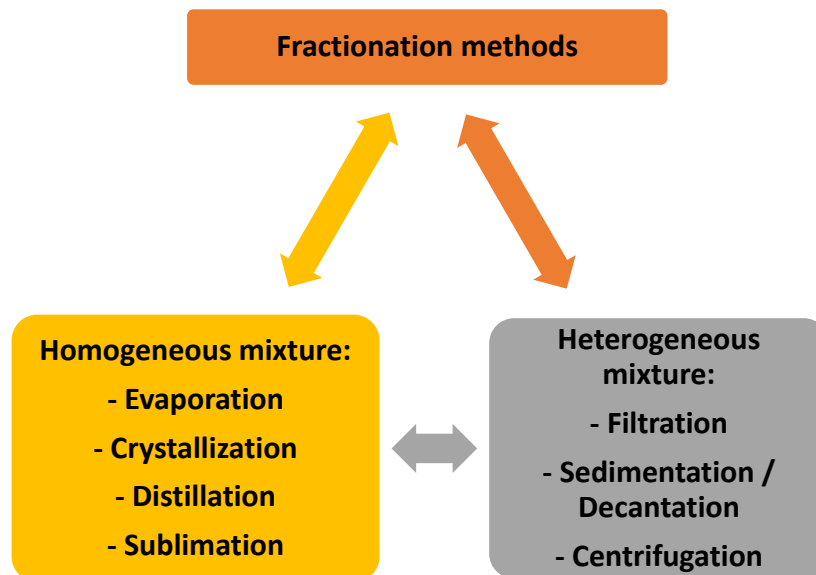 Fractionation methods
Homogeneous mixture:
- Evaporation
- Crystallization
- Distillation
- Sublimation
Heterogeneous
mixture:
- Filtration
- Sedimentation /
Decantation
- Centrifugation